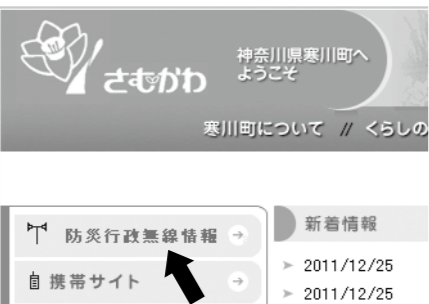 さむかわ
神奈川県寒川町へ
ようこそ
寒川町について // くらしの
防災行政無線情報
携帯サイト
新着情報
2011/12/25
2011/12/25